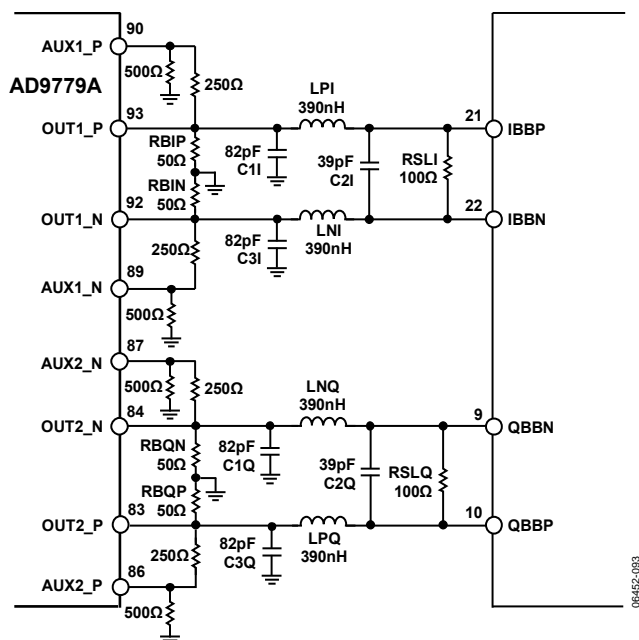 90
AUX1_P
500Ω
250Ω
AD9779A
LPI
390nH
93
21
OUT1_P
IBBP
RBIP
50Ω
82pF
C1I
39pF
C2I
RSLI
100Ω
RBIN
50Ω
92
22
OUT1_N
IBBN
250Ω
82pF
C3I
LNI
390nH
89
AUX1_N
500Ω
87
AUX2_N
500Ω
250Ω
LNQ
390nH
84
9
OUT2_N
QBBN
RBQN
50Ω
82pF
C1Q
39pF
C2Q
RSLQ
100Ω
RBQP
50Ω
83
10
OUT2_P
QBBP
250Ω
82pF
C3Q
LPQ
390nH
86
AUX2_P
500Ω
06452-093